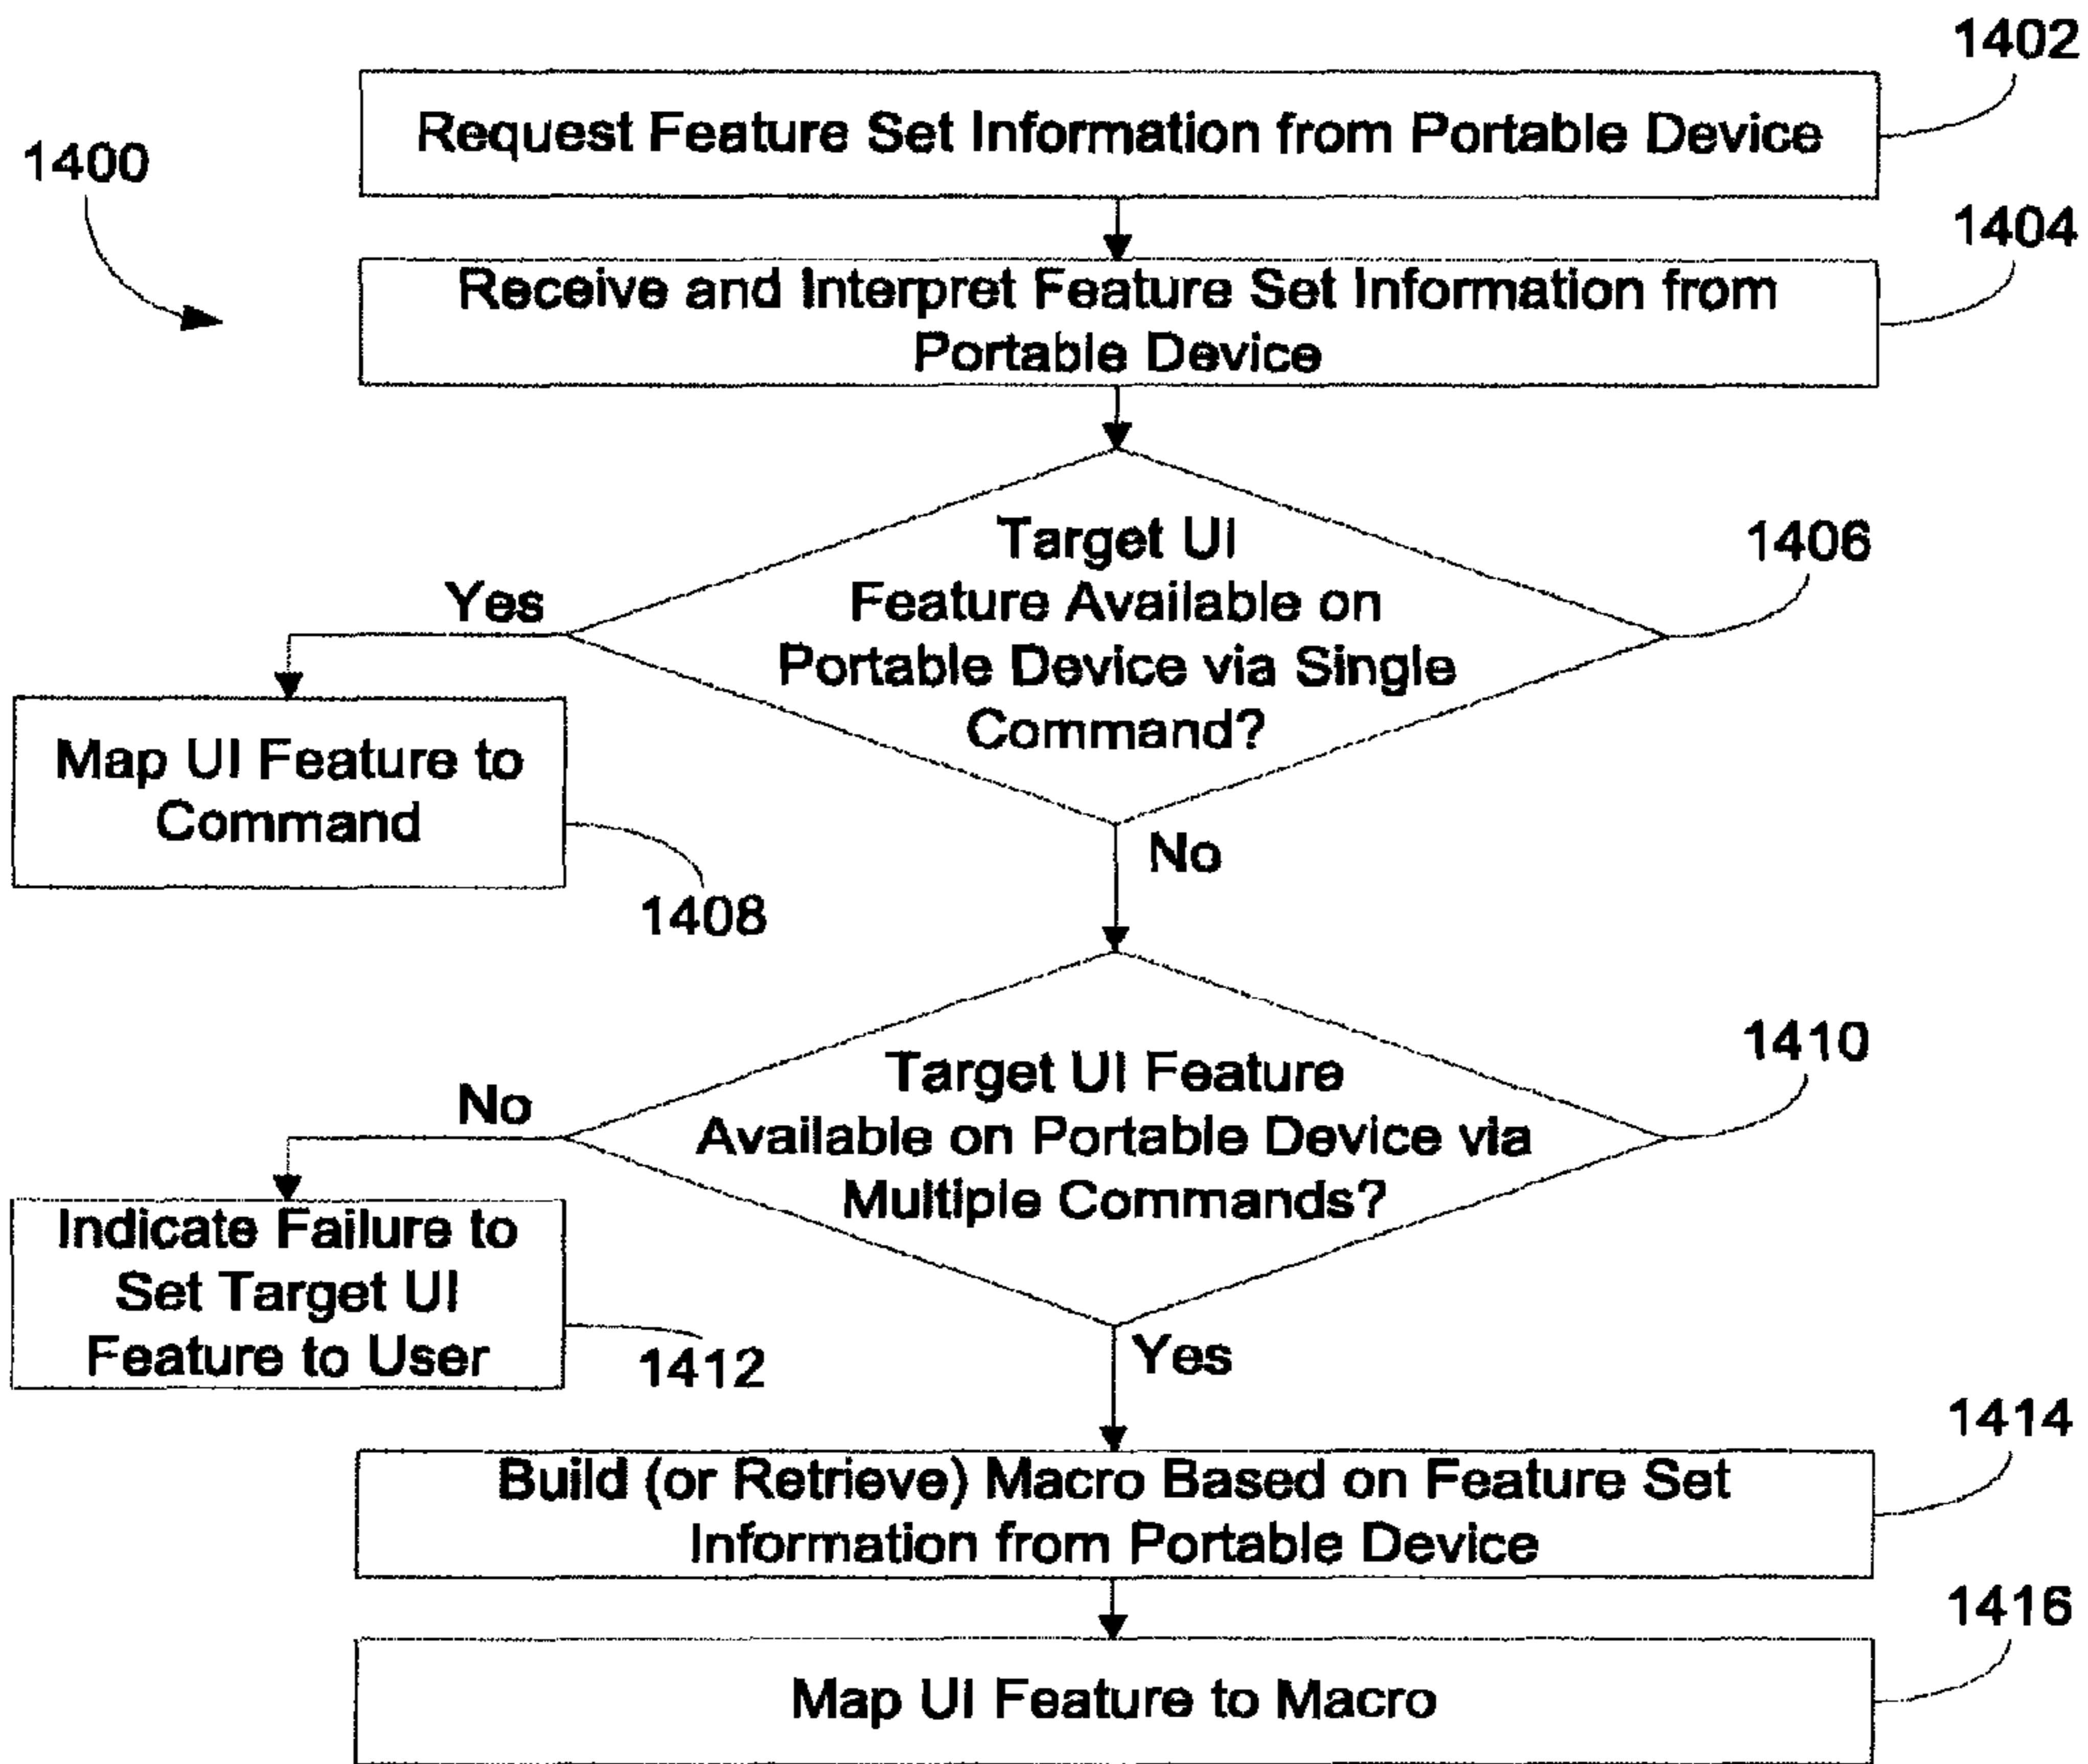 1402
Request Feature Set Information from Portable Device
1400
1404
Receive and Interpret Feature Set Information from
Portable Device
Target UI
Feature Available on
Portable Device via Single
Command?
1406
Yes
Map UI Feature to
Command
1408
No
Target UI Feature
Available on Portable Device via
Multiple Commands?
1410
No
Indicate Failure to
Set Target UI
Feature to User
1412
Yes
1414
Build (or Retrieve) Macro Based on Feature Set
Information from Portable Device
1416
Map UI Feature to Macro